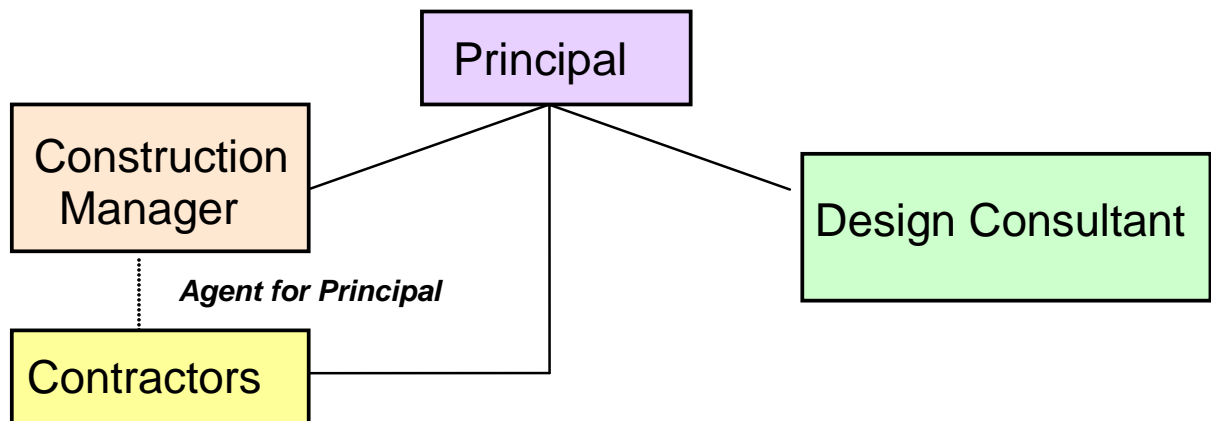 Principal
Construction
Manager
Design Consultant
Agent for Principal
Contractors